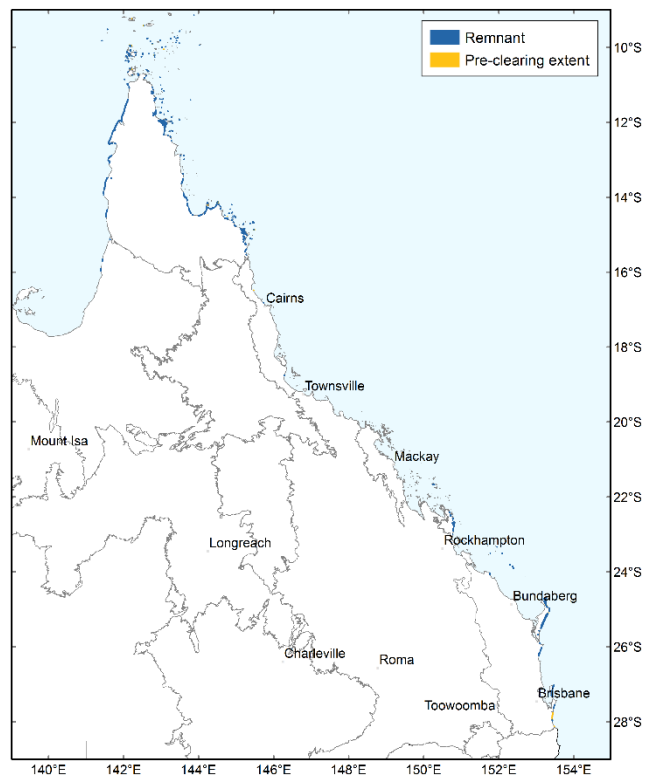 Remnant
Pre-clearing extent
10°S
12°S
14°S
16°S
Cairns
18°S
Townsville
20°S
Mount Isa
Mackay
22°S
Rockhampton
Longreach
24°S
Bundaberg
26°S
Charleville
Roma
Brisbane
Toowoomba
28°S
140°E 142°E 144°E 146°E 148°E 150°E 152°E 154°E